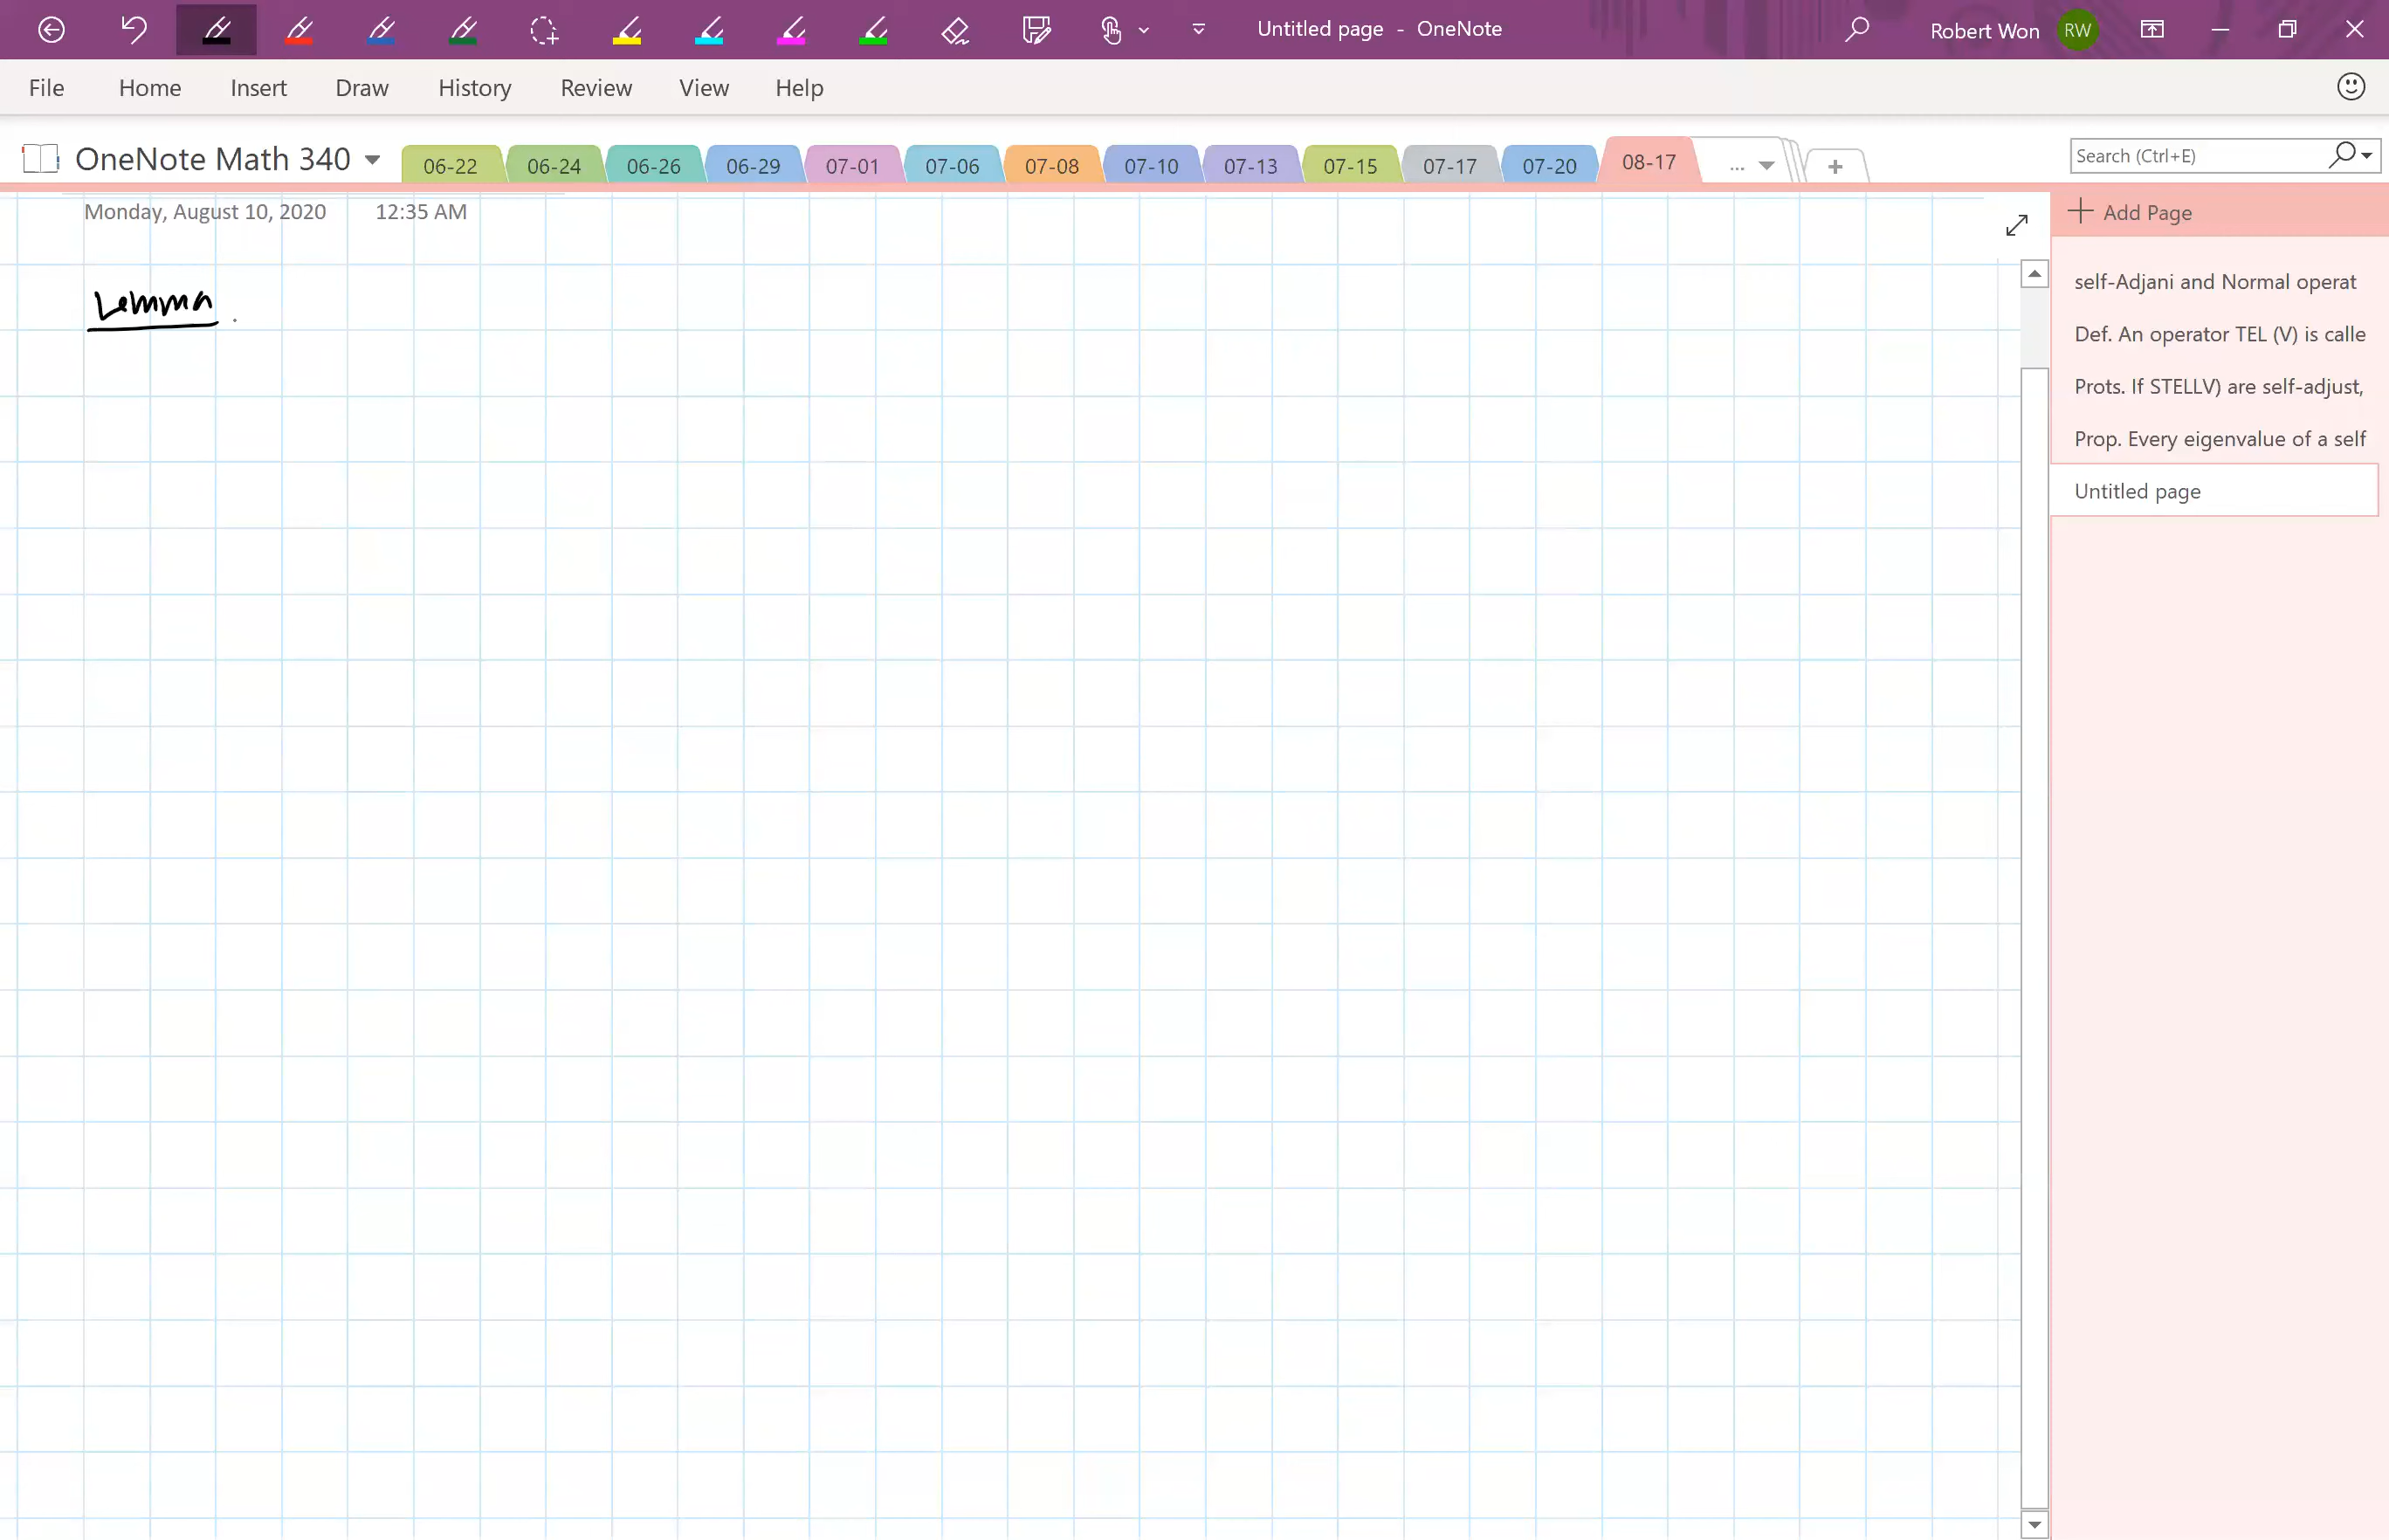 Untitled page - OneNote
Robert Won
RW
File Home Insert Draw History Review View Help
OneNote Math 340
06-22 06-24 06-26 06-29 07-01 07-06 07-08 07-10 07-13 07-15 07-17 07-20 08-17 ... +
Search (Ctrl+E)
Monday, August 10, 2020 12:35 AM
Lemma.
Add Page
self-Adjani and Normal operat
Def. An operator TEL (V) is calle
Prots. If STELLV) are self-adjust,
Prop. Every eigenvalue of a self
Untitled page